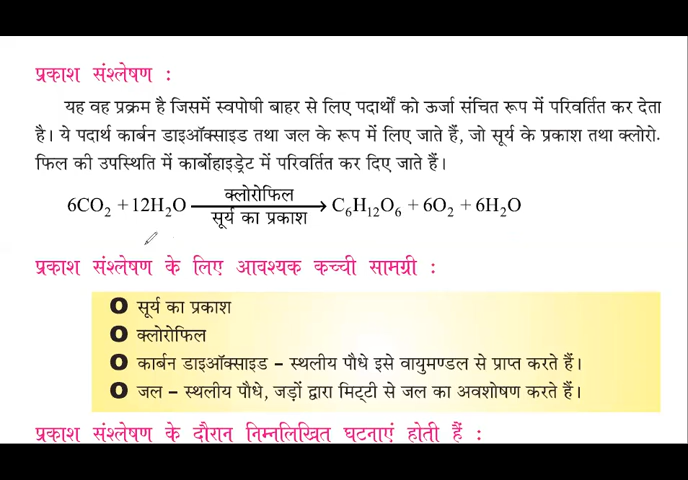 प्रकाश संश्लेषण :
यह वह प्रक्रम है जिसमें स्वपोषी बाहर से लिए पदार्थों को ऊर्जा संचित रूप में परिवर्तित कर देता
है। ये पदार्थ कार्बन डाइऑक्साइड तथा जल के रूप में लिए जाते हैं, जो सूर्य के प्रकाश तथा क्लोरो.
फिल की उपस्थिति में कार्बोहाइड्रेट में परिवर्तित कर दिए जाते हैं।
क्लोरोफिल
6CO₂ + 12H₂O ⟶ C₆H₁₂O₆ + 6O₂ + 6H₂O
सूर्य का प्रकाश
प्रकाश संश्लेषण के लिए आवश्यक कच्ची सामग्री :
O सूर्य का प्रकाश
O क्लोरोफिल
O कार्बन डाइऑक्साइड – स्थलीय पौधे इसे वायुमण्डल से प्राप्त करते हैं।
O जल – स्थलीय पौधे, जड़ों द्वारा मिट्टी से जल का अवशोषण करते हैं।
प्रकाश संश्लेषण के दौरान निम्नलिखित घटनाएं होती हैं :